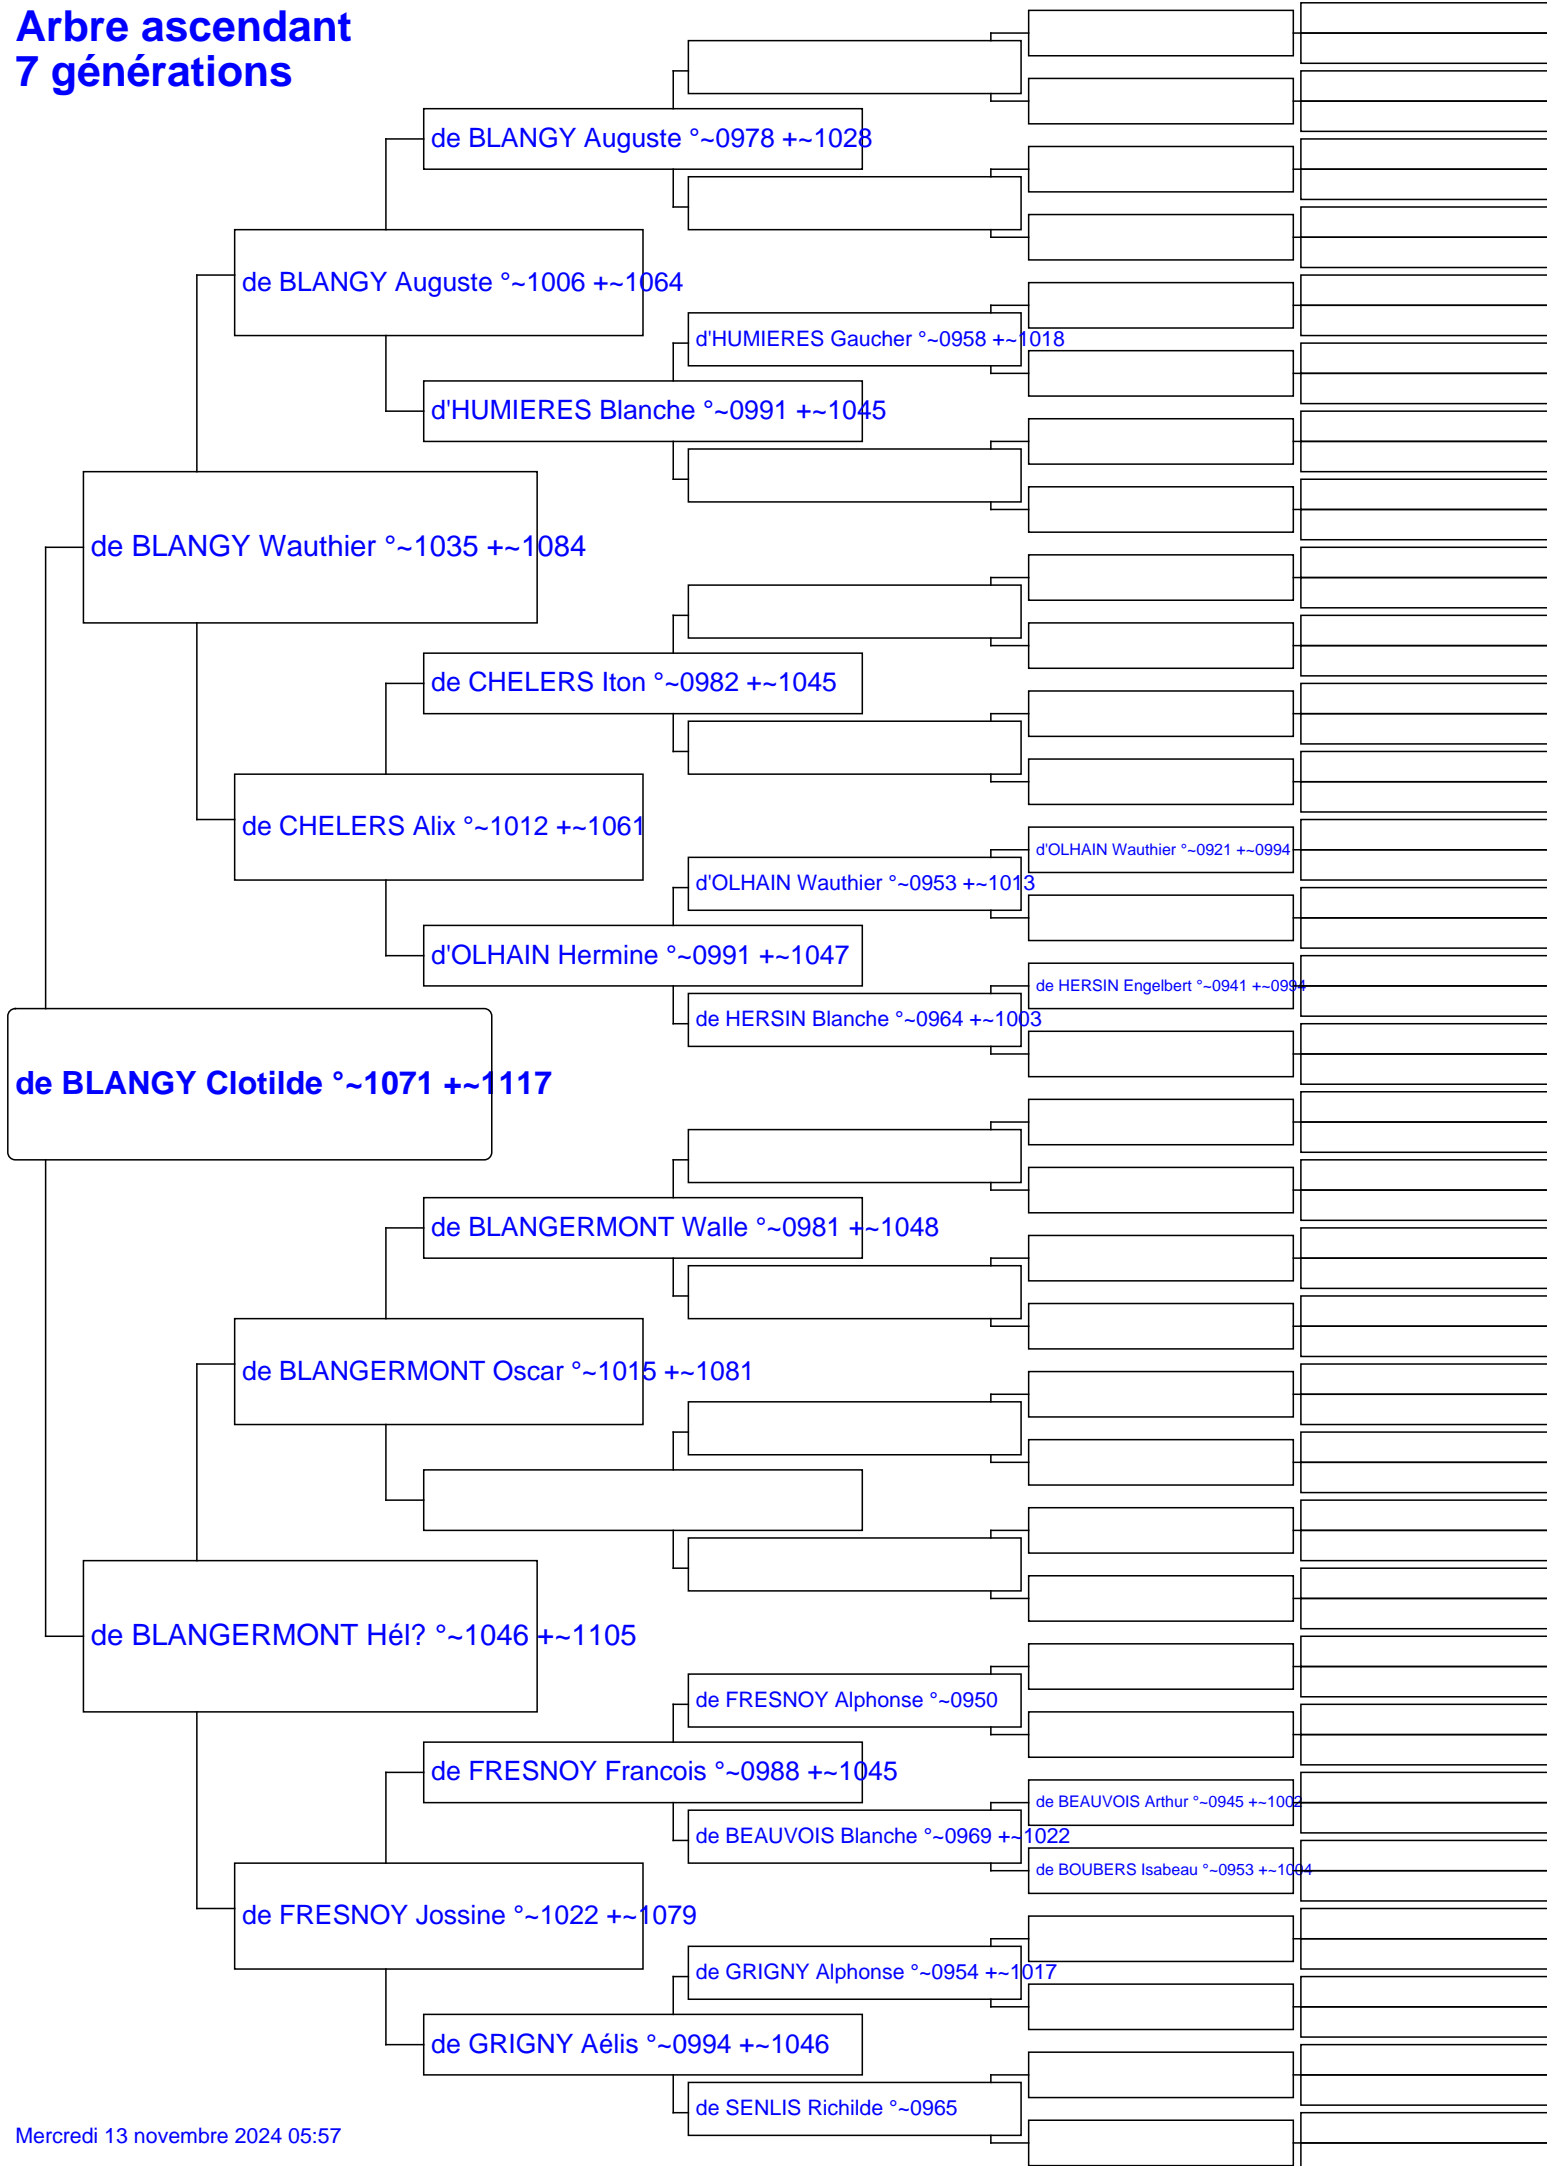 Arbre ascendant
7 générations
de BLANGY Auguste °~0978 +~1028
de BLANGY Auguste °~1006 +~1064
d'HUMIERES Gaucher °~0958 +~1018
d'HUMIERES Blanche °~0991 +~1045
de BLANGY Wauthier °~1035 +~1084
de CHELERS Iton °~0982 +~1045
de CHELERS Alix °~1012 +~1061
d'OLHAIN Wauthier °~0921 +~0994
d'OLHAIN Wauthier °~0953 +~1013
d'OLHAIN Hermine °~0991 +~1047
de HERSIN Engelbert °~0941 +~0994
de HERSIN Blanche °~0964 +~1003
de BLANGY Clotilde °~1071 +~1117
de BLANGERMONT Walle °~0981 +~1048
de BLANGERMONT Oscar °~1015 +~1081
de BLANGERMONT Hél? °~1046 +~1105
de FRESNOY Alphonse °~0950
de FRESNOY Francois °~0988 +~1045
de BEAUVOIS Arthur °~0945 +~1002
de BEAUVOIS Blanche °~0969 +~1022
de BOUBERS Isabeau °~0953 +~1004
de FRESNOY Jossine °~1022 +~1079
de GRIGNY Alphonse °~0954 +~1017
de GRIGNY Aélis °~0994 +~1046
de SENLIS Richilde °~0965
Mercredi 13 novembre 2024 05:57